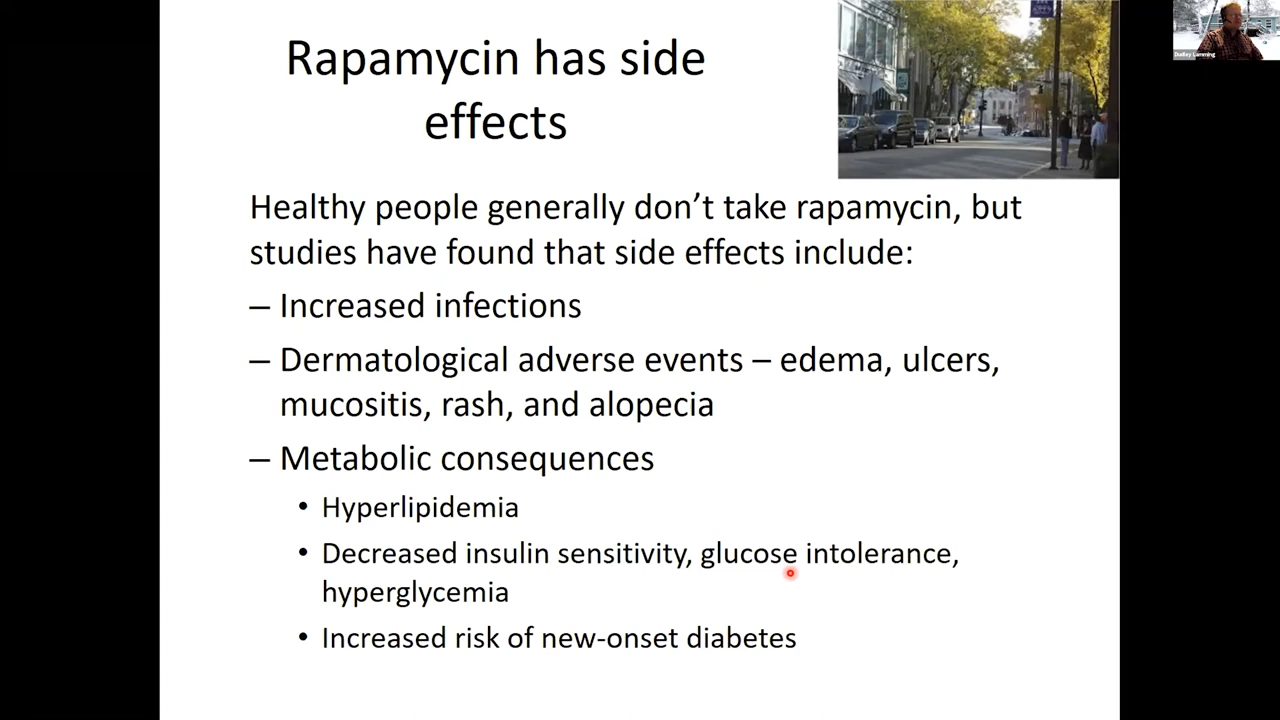 Rapamycin has side
effects
Healthy people generally don’t take rapamycin, but
studies have found that side effects include:
– Increased infections
– Dermatological adverse events – edema, ulcers,
mucositis, rash, and alopecia
– Metabolic consequences
• Hyperlipidemia
• Decreased insulin sensitivity, glucose intolerance,
hyperglycemia
• Increased risk of new-onset diabetes
Dudley Lamming